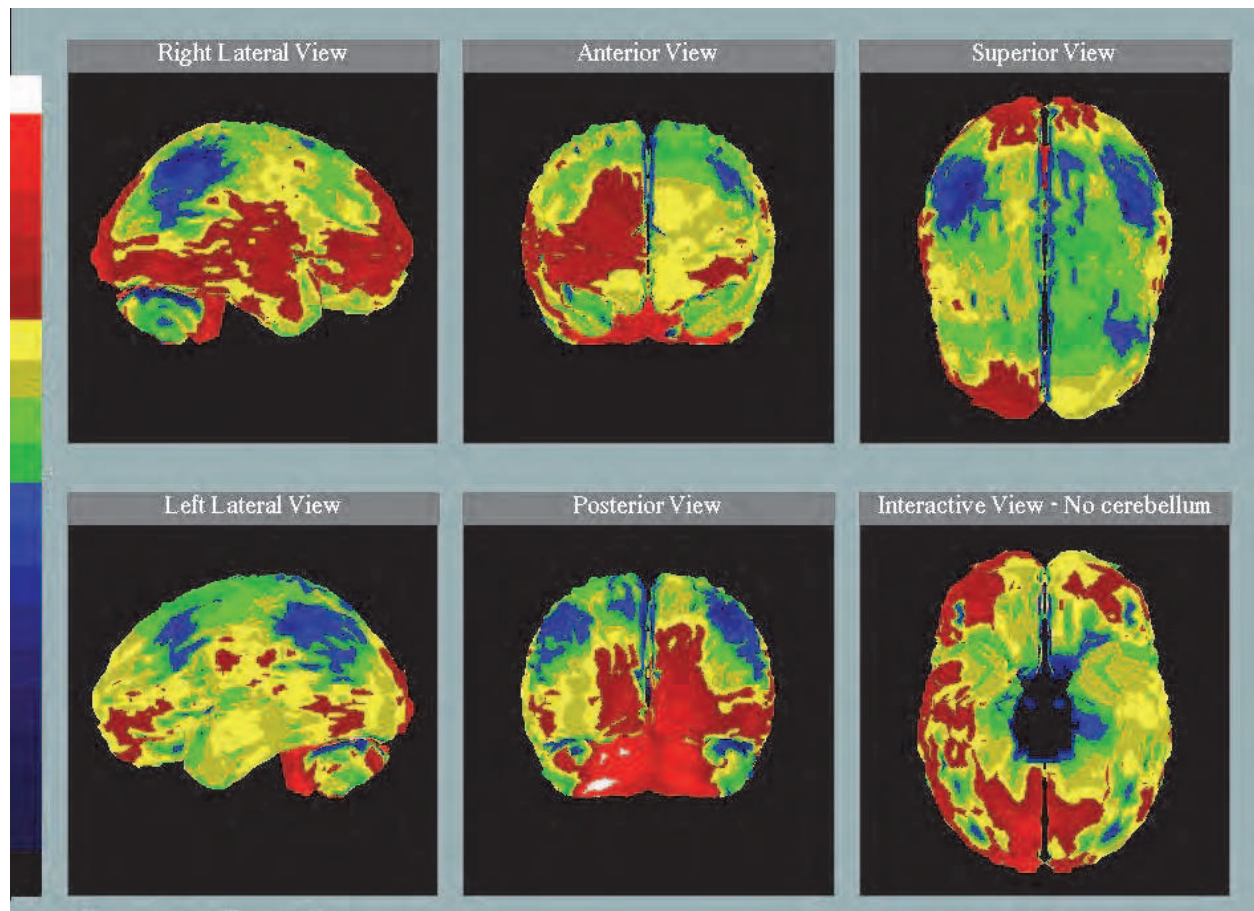 Right Lateral View
Anterior View
Superior View
Left Lateral View
Posterior View
Interactive View - No cerebellum